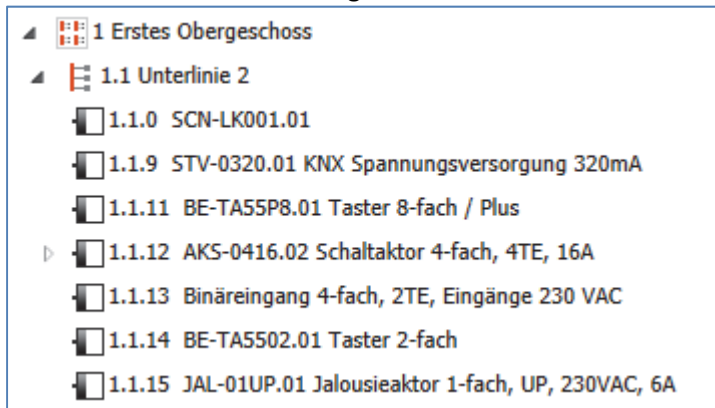 1 Erstes Obergeschoss
1.1 Unterlinie 2
1.1.0 SCN-LK001.01
1.1.9 STV-0320.01 KNX Spannungsversorgung 320mA
1.1.11 BE-TA55P8.01 Taster 8-fach / Plus
1.1.12 AKS-0416.02 Schaltaktor 4-fach, 4TE, 16A
1.1.13 Binäreingang 4-fach, 2TE, Eingänge 230 VAC
1.1.14 BE-TA5502.01 Taster 2-fach
1.1.15 JAL-01UP.01 Jalousieaktor 1-fach, UP, 230VAC, 6A